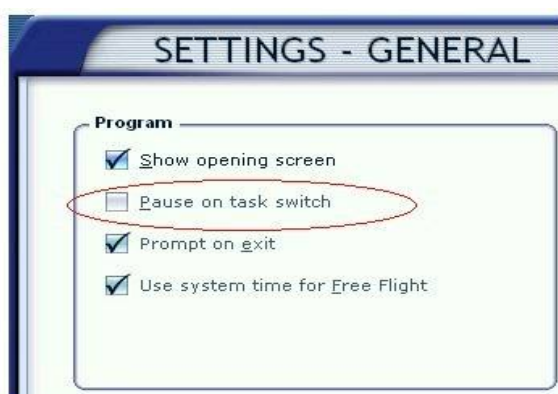 SETTINGS - GENERAL
Program
Show opening screen
Pause on task switch
Prompt on exit
Use system time for Free Flight